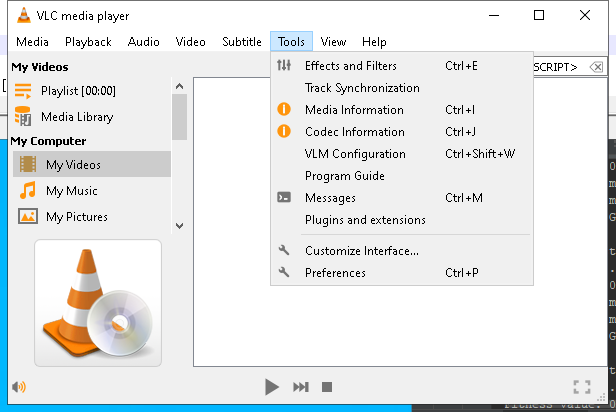 VLC media player
Media Playback Audio Video Subtitle Tools View Help
My Videos
Playlist [00:00]
Media Library
My Computer
My Videos
My Music
My Pictures
Effects and Filters Ctrl+E
Track Synchronization
Media Information Ctrl+I
Codec Information Ctrl+J
VLM Configuration Ctrl+Shift+W
Program Guide
Messages Ctrl+M
Plugins and extensions
Customize Interface...
Preferences Ctrl+P
SCRIPT>